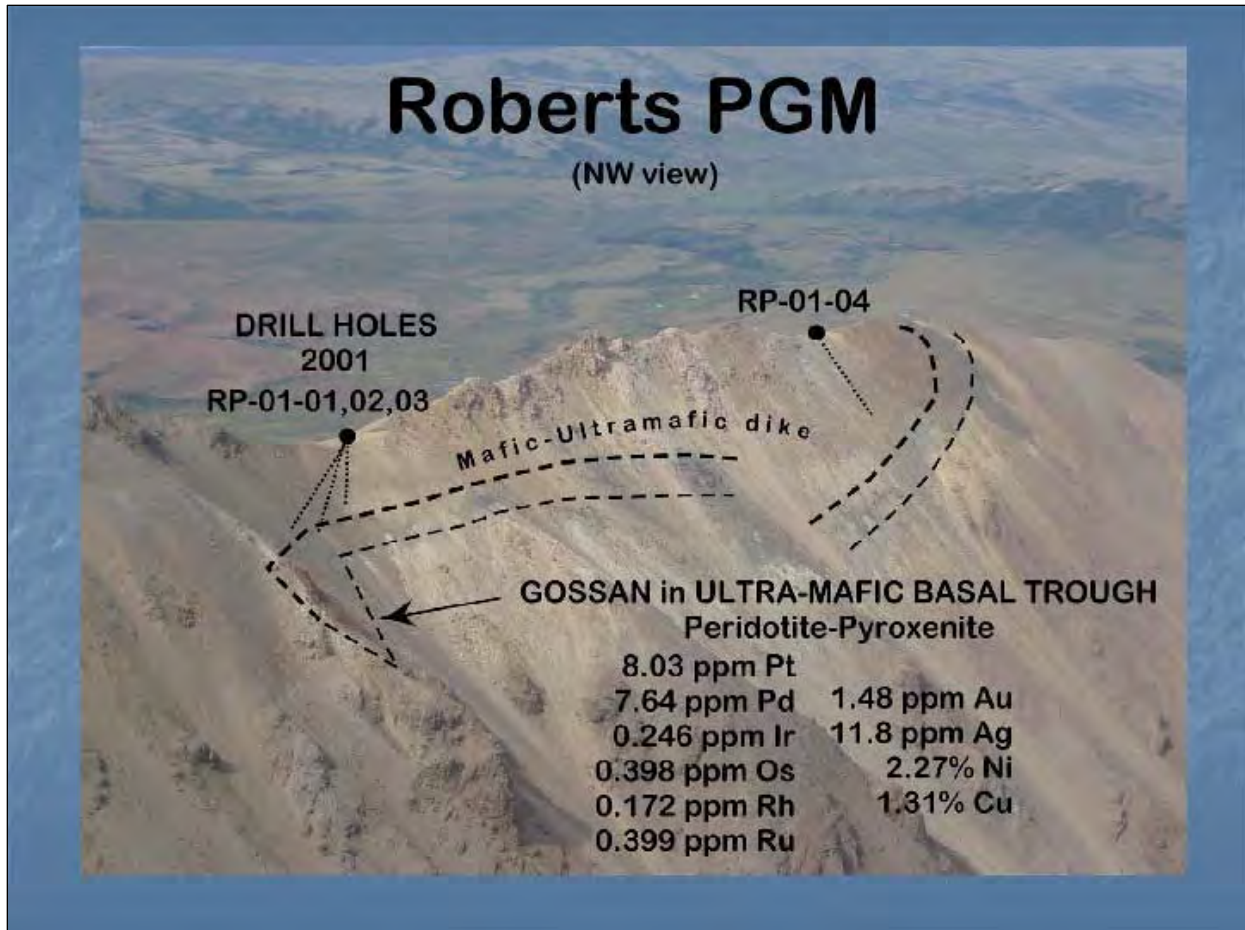 Roberts PGM
(NW view)
RP-01-04
DRILL HOLES
2001
RP-01-01,02,03
Mafic-Ultramafic dike
GOSSAN in ULTRA-MAFIC BASAL TROUGH
Peridotite-Pyroxenite
8.03 ppm Pt
7.64 ppm Pd
0.246 ppm Ir
0.398 ppm Os
0.172 ppm Rh
0.399 ppm Ru
1.48 ppm Au
11.8 ppm Ag
2.27% Ni
1.31% Cu